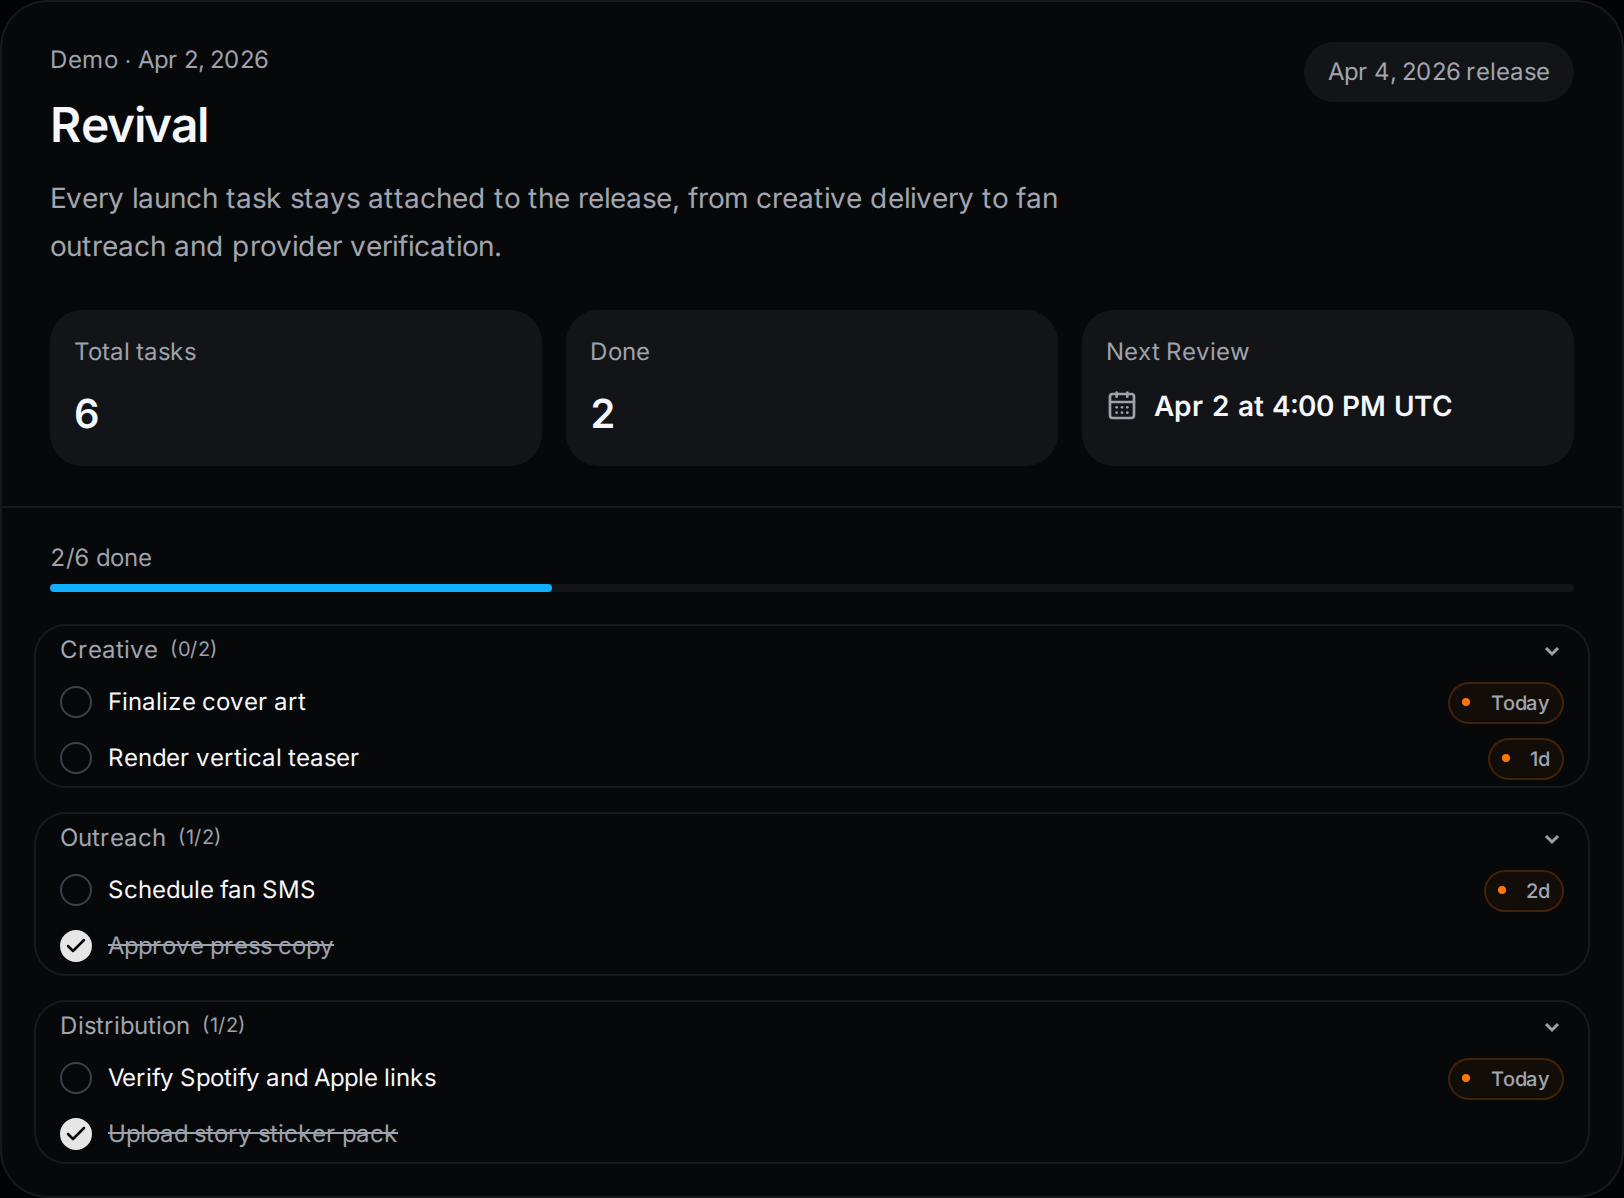 Demo · Apr 2, 2026
Apr 4, 2026 release
Revival
Every launch task stays attached to the release, from creative delivery to fan
outreach and provider verification.
Total tasks
6
Done
2
Next Review
Apr 2 at 4:00 PM UTC
2/6 done
Creative (0/2)
Finalize cover art
Today
Render vertical teaser
1d
Outreach (1/2)
Schedule fan SMS
2d
Approve press copy
Distribution (1/2)
Verify Spotify and Apple links
Today
Upload story sticker pack